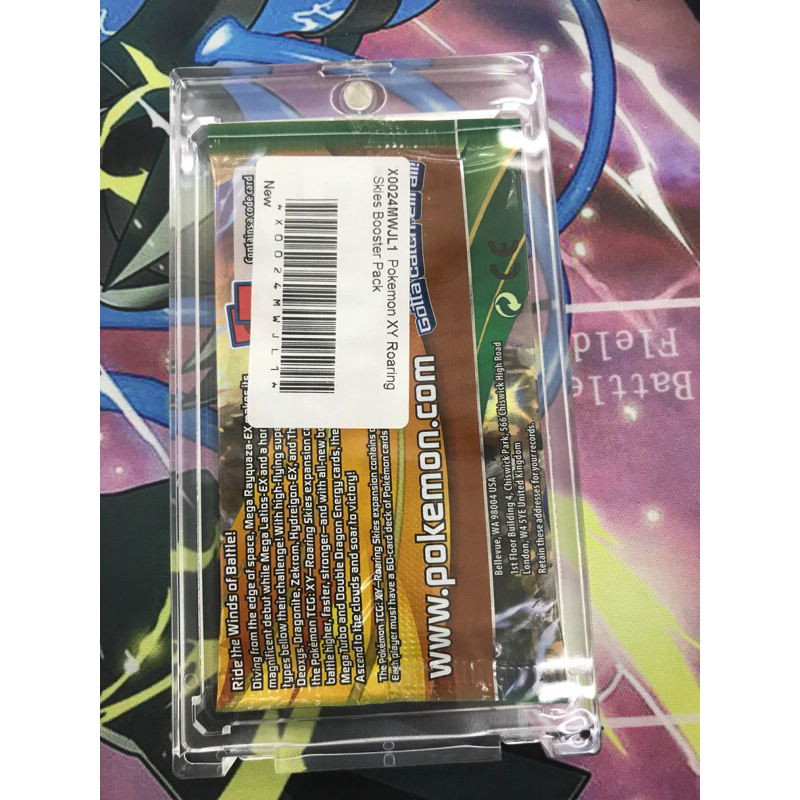 X0024MWJL1 Pokemon XY Roaring
Skies Booster Pack
*X0024MWJL1*
New
Contains a code card
Ride the Winds of Battle!
Diving from the edge of space, Mega Rayquaza-EX makes its
magnificent debut while Mega Latios-EX and a
types bellow their challenge! With high-flying
Deoxys, Dragonite, Zekrom, Hydreigon-EX, and
the Pokémon TCG: XY—Roaring Skies expansion
battle higher, faster, stronger—and with all-new
Mega Turbo and Double Dragon Energy cards, the
Ascend to the clouds and soar to victory!
The Pokémon TCG: XY—Roaring Skies expansion contains
Each player must have a 60-card deck of Pokémon cards
www.pokemon.com
CE
Bellevue, WA 98004 USA
1st Floor Building 4, Chiswick Park, 566 Chiswick High Road
London, W4 5YE United Kingdom
Retain these addresses for your records.
Battle
Field